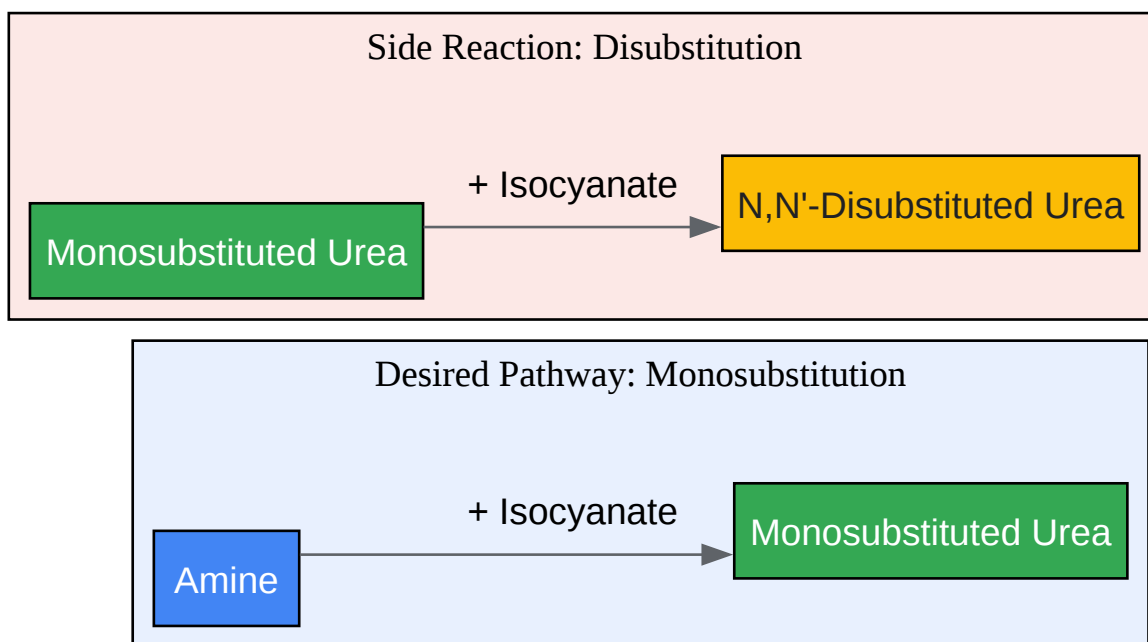 Side Reaction: Disubstitution
+ Isocyanate
N,N'-Disubstituted Urea
Monosubstituted Urea
Desired Pathway: Monosubstitution
+ Isocyanate
Monosubstituted Urea
Amine